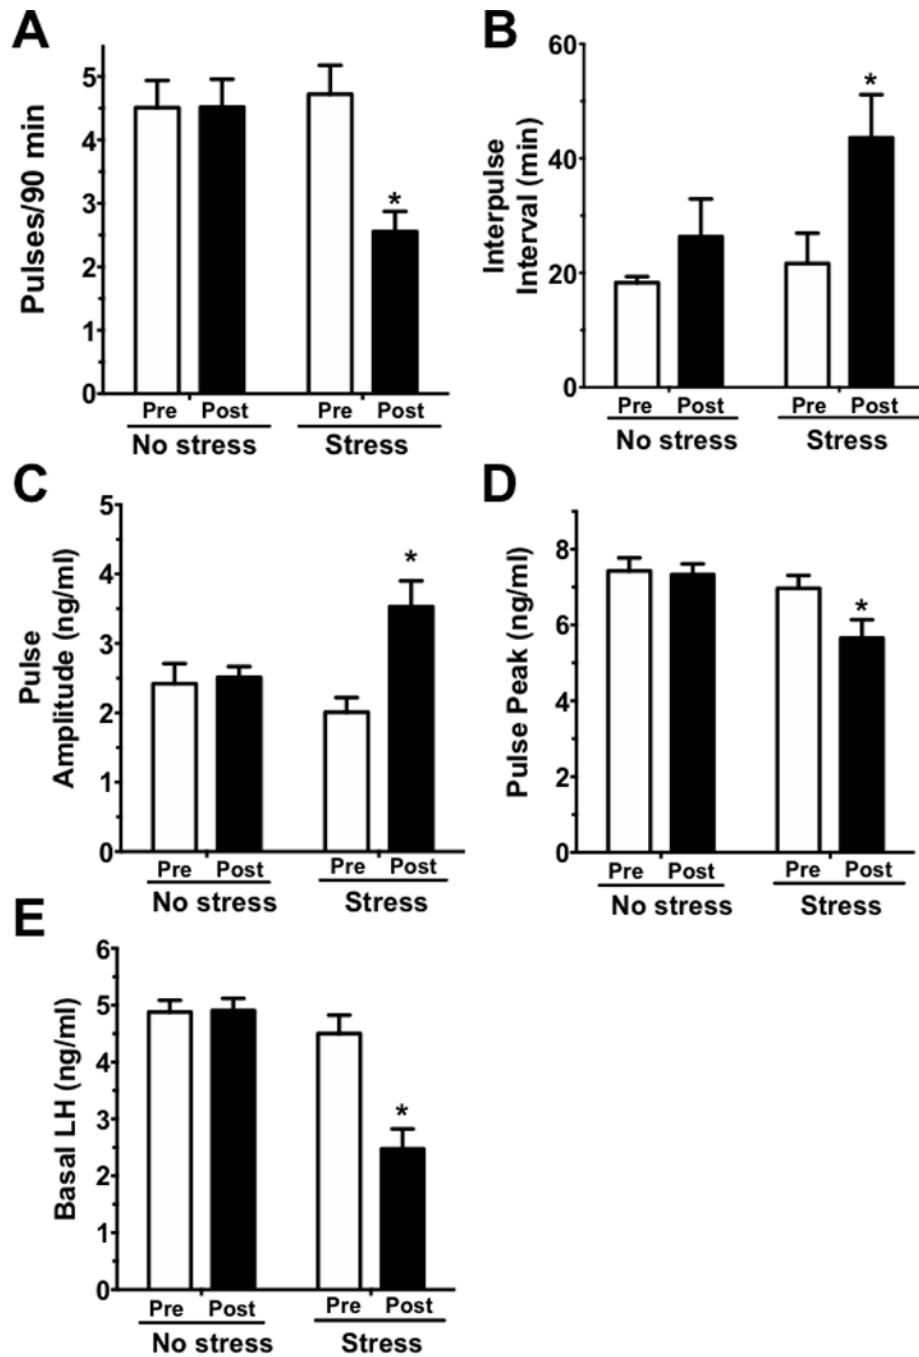 A
Pulses/90 min
5
4
3
2
1
0
*
Pre Post Pre Post
No stress Stress
B
Interpulse
Interval (min)
60
40
20
0
*
Pre Post Pre Post
No stress Stress
C
Pulse
Amplitude (ng/ml)
5
4
3
2
1
0
*
Pre Post Pre Post
No stress Stress
D
Pulse Peak (ng/ml)
8
6
4
2
0
*
Pre Post Pre Post
No stress Stress
E
Basal LH (ng/ml)
6
5
4
3
2
1
0
*
Pre Post Pre Post
No stress Stress